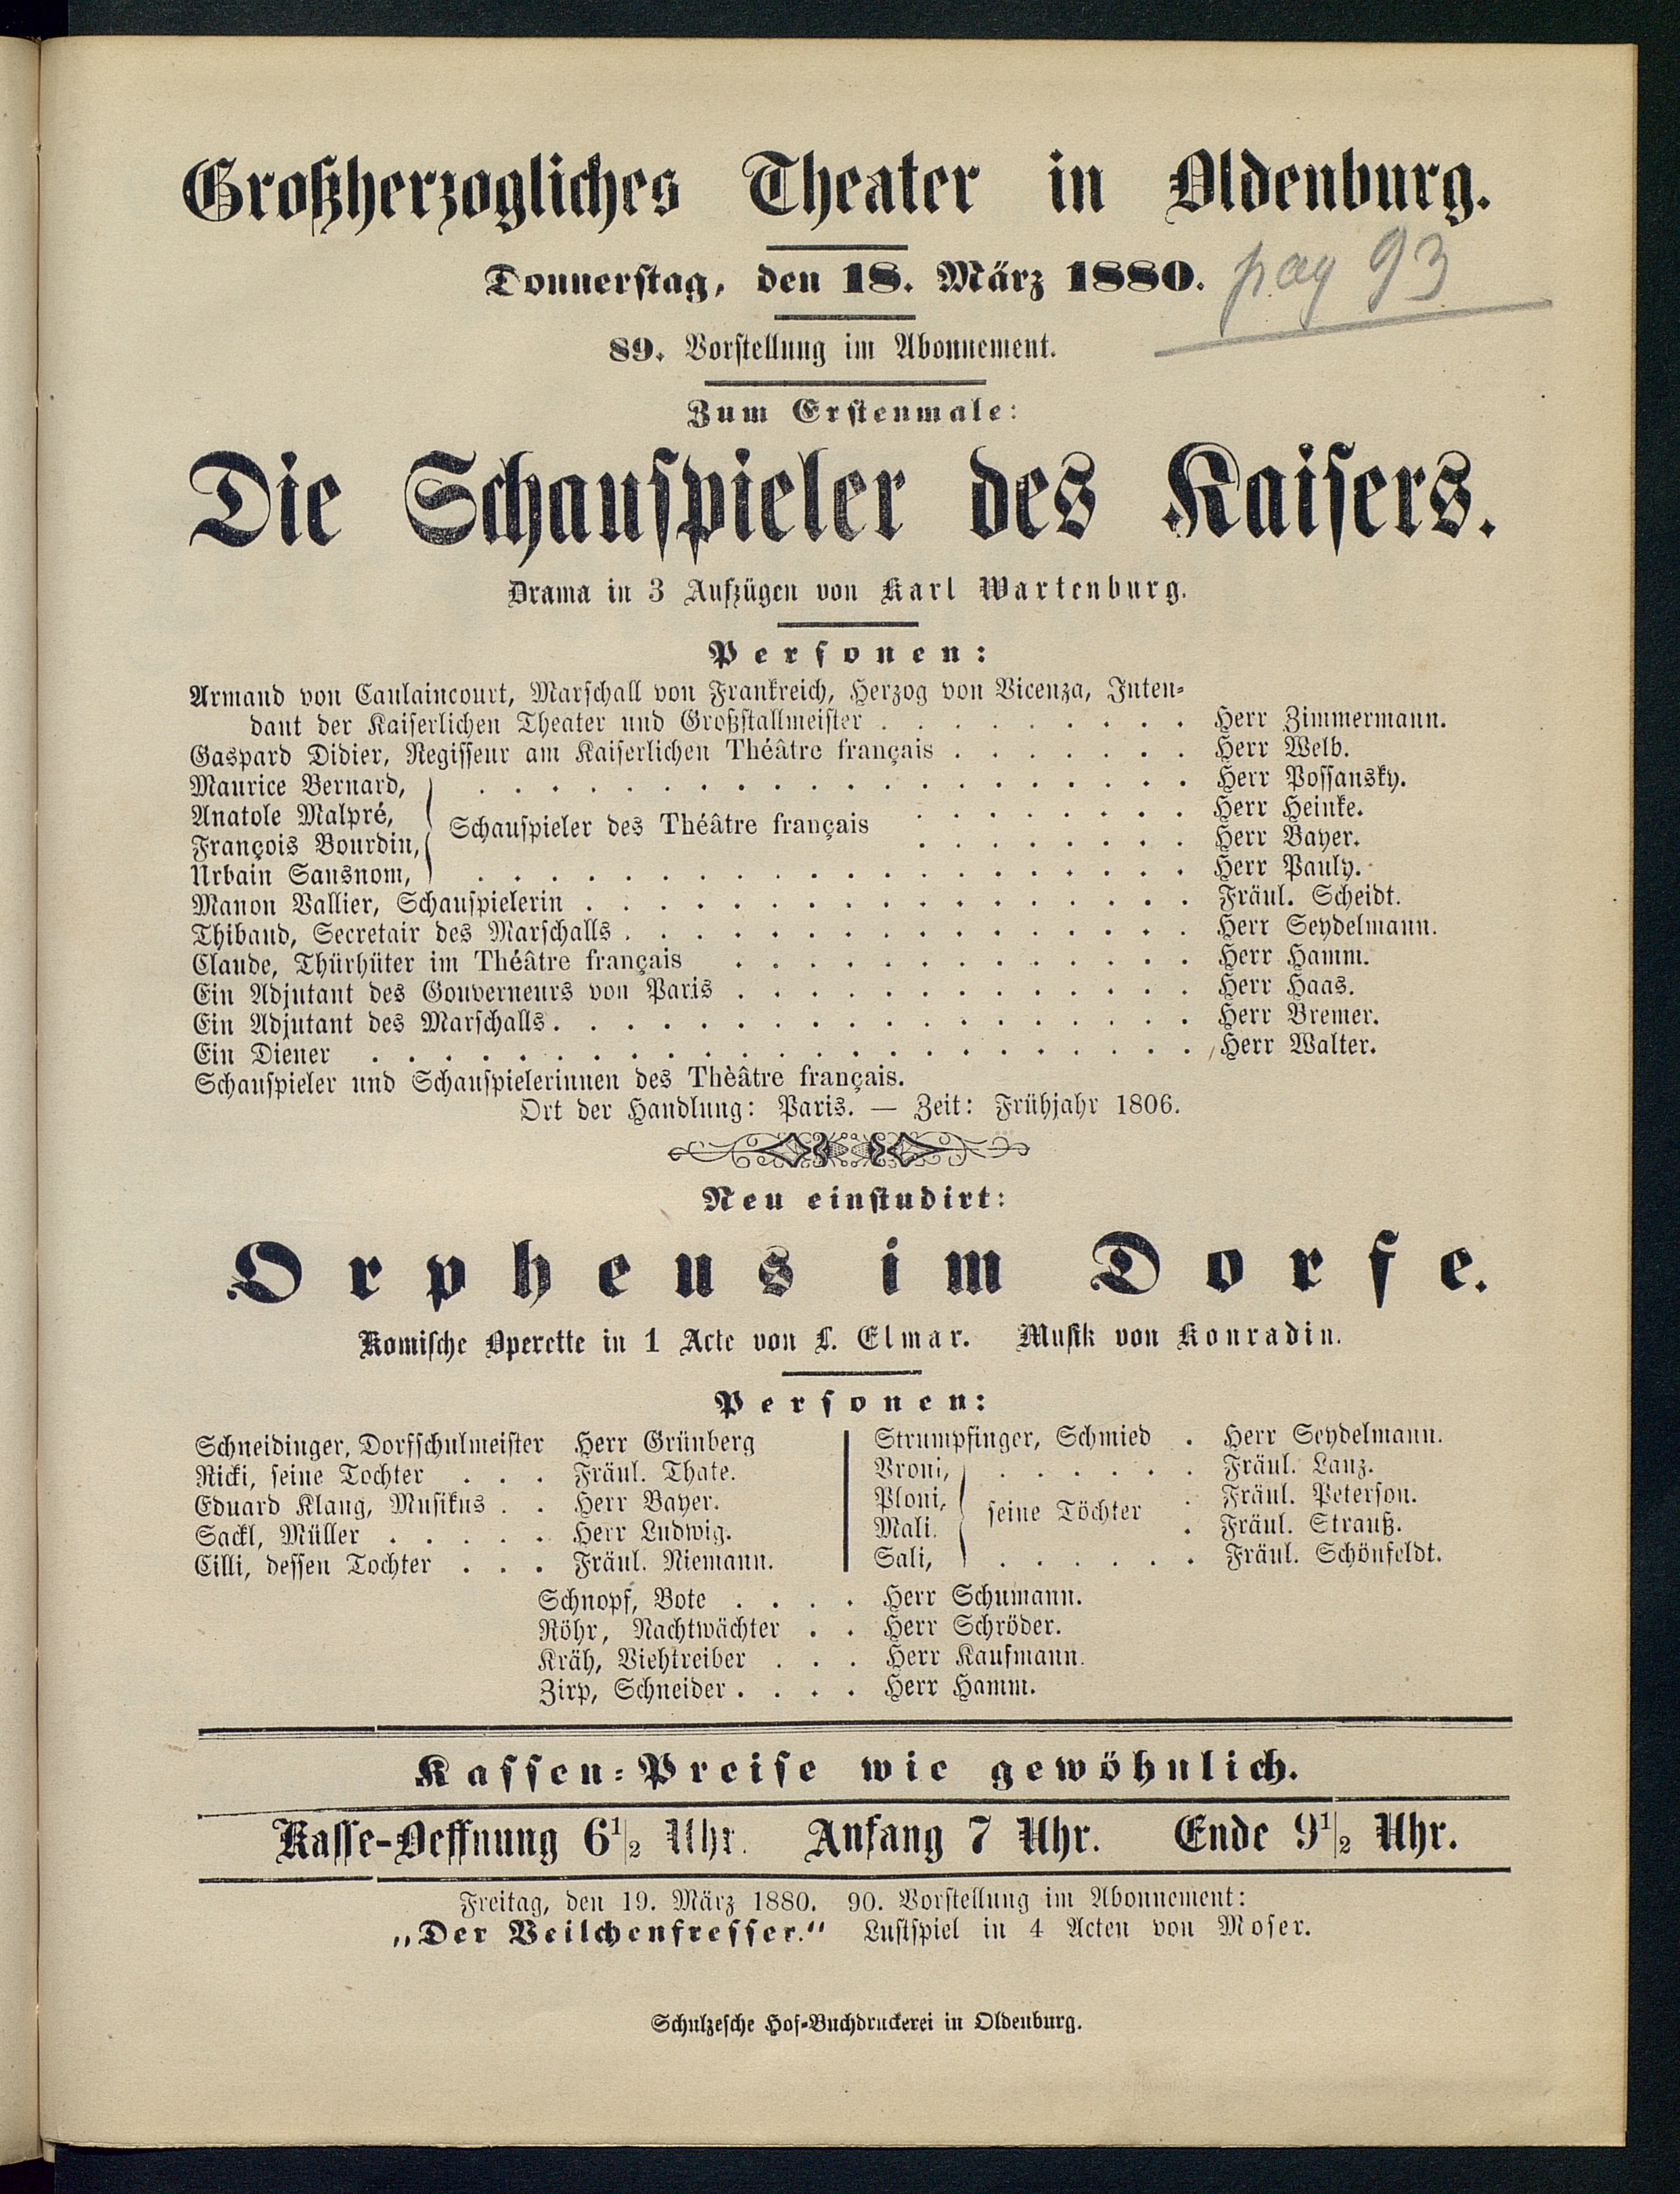 Großherzogliches Theater in Oldenburg.
Donnerstag, den 18. März 1880.
pag 93
89. Vorstellung im Abonnement.
Zum Erstenmale:
Die Schauspieler des Kaisers.
Drama in 3 Aufzügen von Karl Wartenburg.
Personen:
Armand von Caulaincourt, Marschall von Frankreich, Herzog von Vicenza, Inten-
dant der Kaiserlichen Theater und Großstallmeister . . . . . . . . . Herr Zimmermann.
Gaspard Didier, Regisseur am Kaiserlichen Théâtre français . . . . . . . Herr Welb.
Maurice Bernard, . . . . . . . . . . . . . . . . . . . Herr Possansky.
Anatole Malpré, . . . . . . . . Herr Heinke.
Schauspieler des Théâtre français
François Bourdin, . . . . . . . . Herr Bayer.
Urbain Sansnom, . . . . . . . . . . . . . . . . . . . Herr Pauly.
Manon Vallier, Schauspielerin . . . . . . . . . . . . . . . . Fräul. Scheidt.
Thibaud, Secretair des Marschalls . . . . . . . . . . . . . . . Herr Seydelmann.
Claude, Thürhüter im Théâtre français . . . . . . . . . . . . Herr Hamm.
Ein Adjutant des Gouverneurs von Paris . . . . . . . . . . . . Herr Haas.
Ein Adjutant des Marschalls. . . . . . . . . . . . . . . . . Herr Bremer.
Ein Diener . . . . . . . . . . . . . . . . . . . . . . Herr Walter.
Schauspieler und Schauspielerinnen des Thèâtre français.
Ort der Handlung: Paris. — Zeit: Frühjahr 1806.
Neu einstudirt:
Orpheus im Dorfe.
Komische Operette in 1 Acte von L. Elmar. Musik von Konradin.
Personen:
Schneidinger, Dorfschulmeister Herr Grünberg
Ricki, seine Tochter . . . Fräul. Thate.
Eduard Klang, Musikus . . Herr Bayer.
Sackl, Müller . . . . . Herr Ludwig.
Cilli, dessen Tochter . . . Fräul. Niemann.
Strumpfinger, Schmied . Herr Seydelmann.
Vroni, . . . . . . Fräul. Lanz.
Ploni, . Fräul. Peterson.
seine Töchter
Mali. . Fräul. Strauß.
Sali, . . . . . . Fräul. Schönfeldt.
Schnopf, Bote . . . . Herr Schumann.
Röhr, Nachtwächter . . Herr Schröder.
Kräh, Viehtreiber . . . Herr Kaufmann.
Zirp, Schneider . . . . Herr Hamm.
Kassen-Preise wie gewöhnlich.
Kasse-Oeffnung 6 1/2 Uhr. Anfang 7 Uhr. Ende 9 1/2 Uhr.
Freitag, den 19. März 1880. 90. Vorstellung im Abonnement:
„Der Veilchenfresser.“ Lustspiel in 4 Acten von Moser.
Schulzesche Hof-Buchdruckerei in Oldenburg.